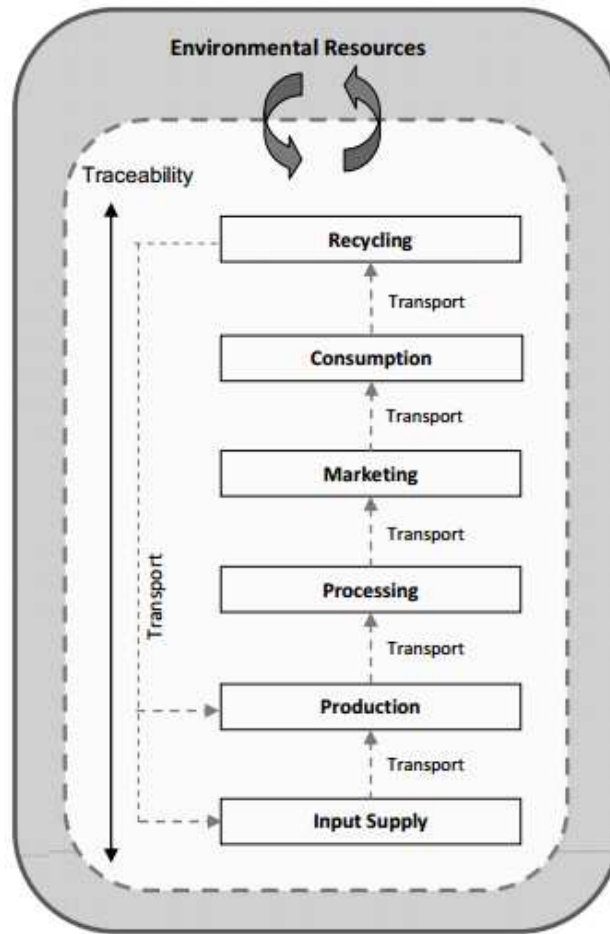 Environmental Resources
Traceability
Recycling
Transport
Consumption
Transport
Marketing
Transport
Processing
Transport
Transport
Production
Transport
Input Supply